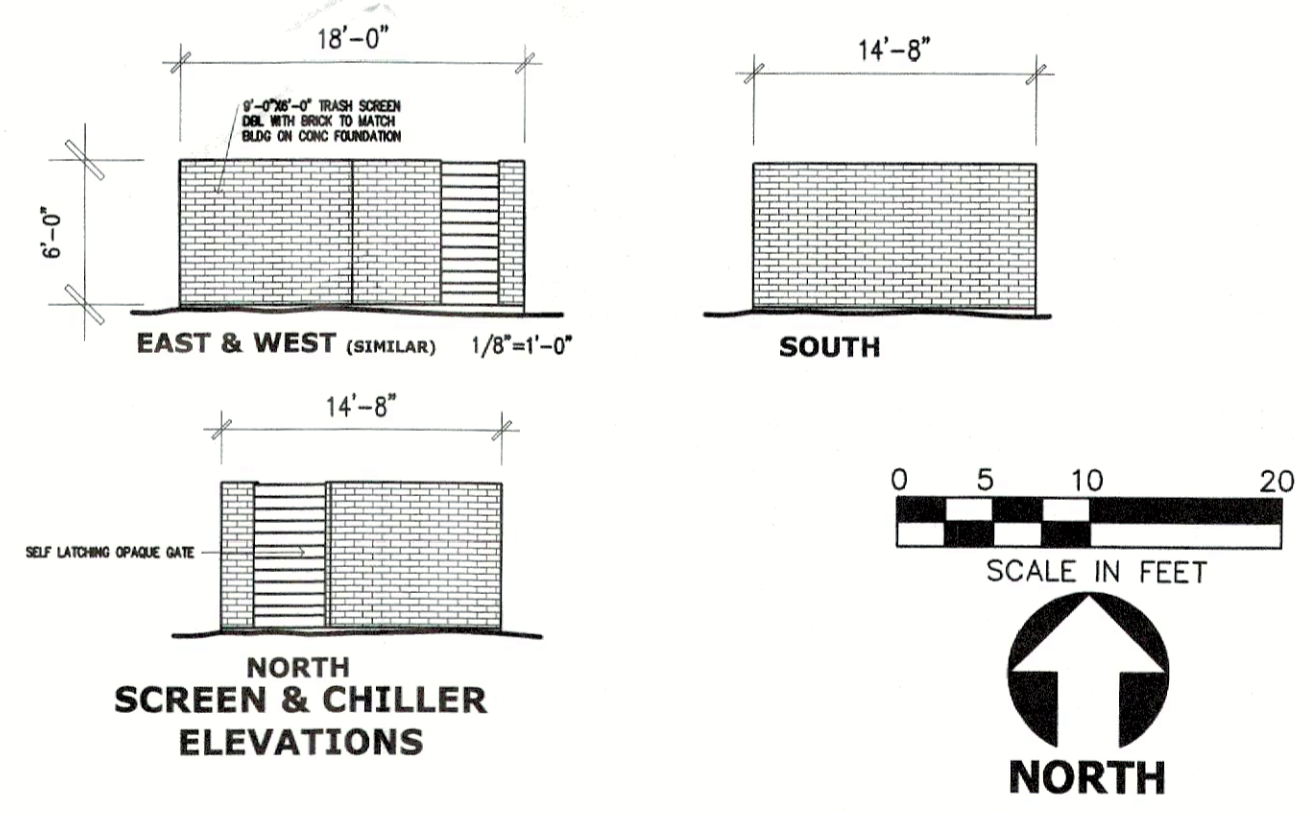 18'-0"
14'-8"
9'-0"X6'-0" TRASH SCREEN
DBL WITH BRICK TO MATCH
BLDG ON CONC FOUNDATION
6'-0"
EAST & WEST (SIMILAR) 1/8"=1'-0"
SOUTH
14'-8"
0 5 10 20
SCALE IN FEET
SELF LATCHING OPAQUE GATE
NORTH
SCREEN & CHILLER
ELEVATIONS
NORTH